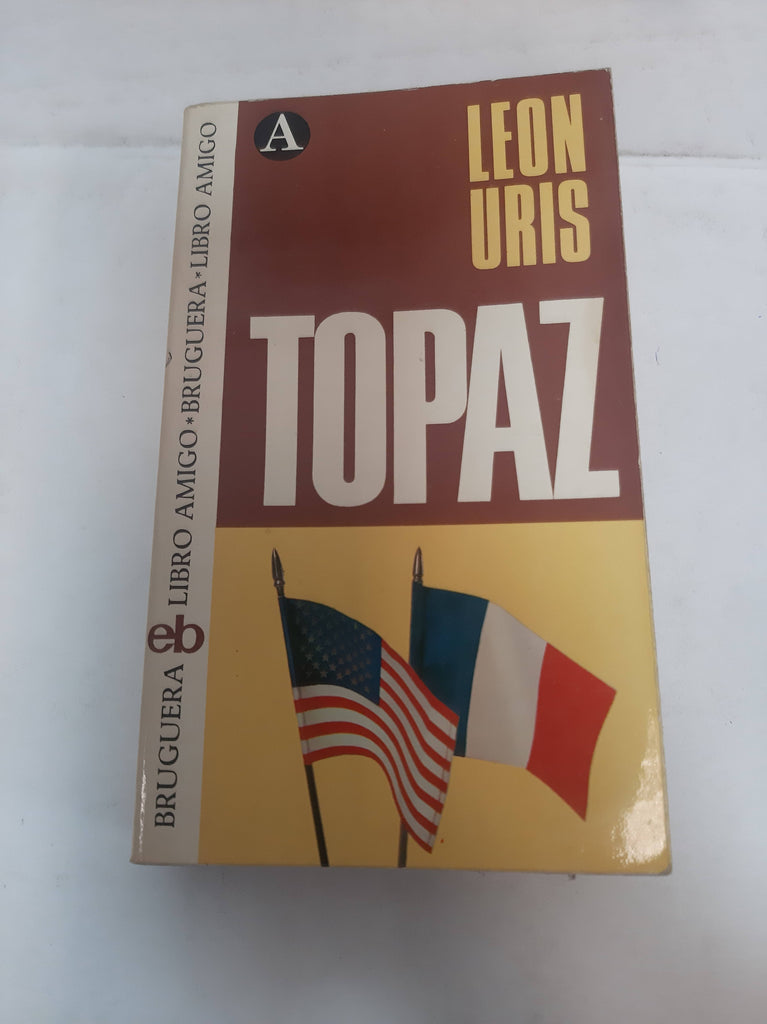 A
LEON
URIS
TOPAZ
BRUGUERA eb LIBRO AMIGO * BRUGUERA * LIBRO AMIGO